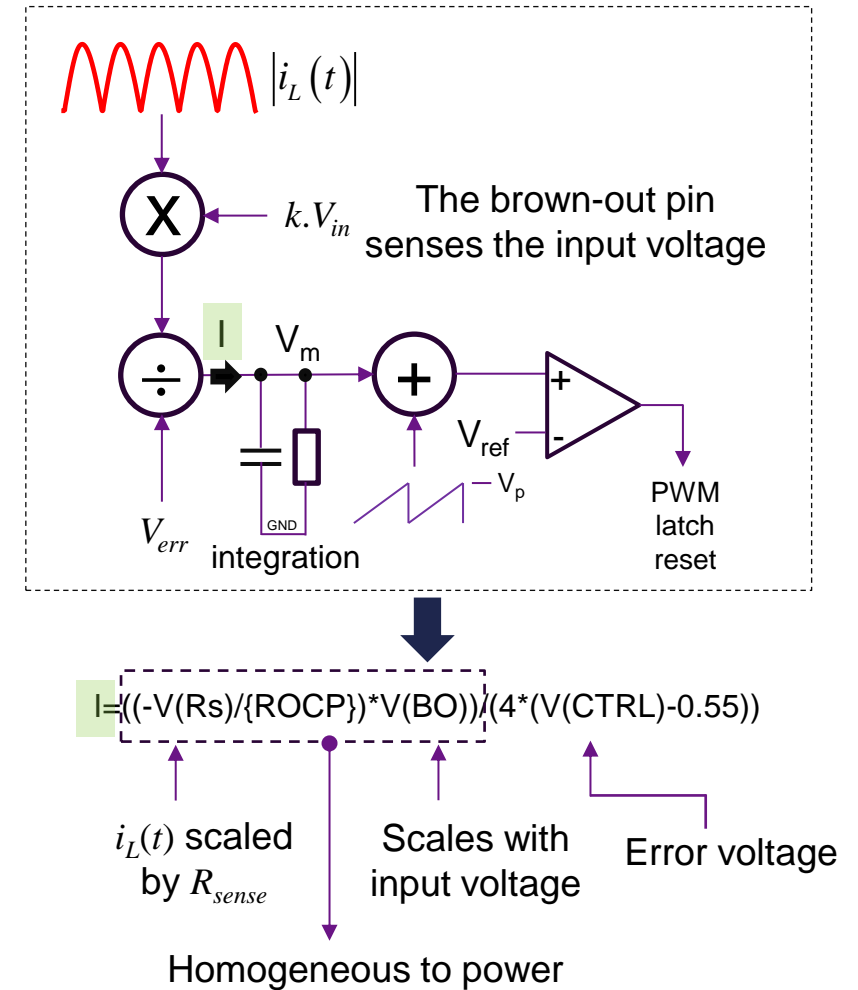 |i_L(t)|
X
k.V_in
The brown-out pin
senses the input voltage
I
V_m
÷
+
+
-
V_ref
V_p
GND
V_err
integration
PWM
latch
reset
I=((-V(Rs)/{ROCP})*V(BO))/(4*(V(CTRL)-0.55))
i_L(t) scaled
by R_sense
Scales with
input voltage
Error voltage
Homogeneous to power